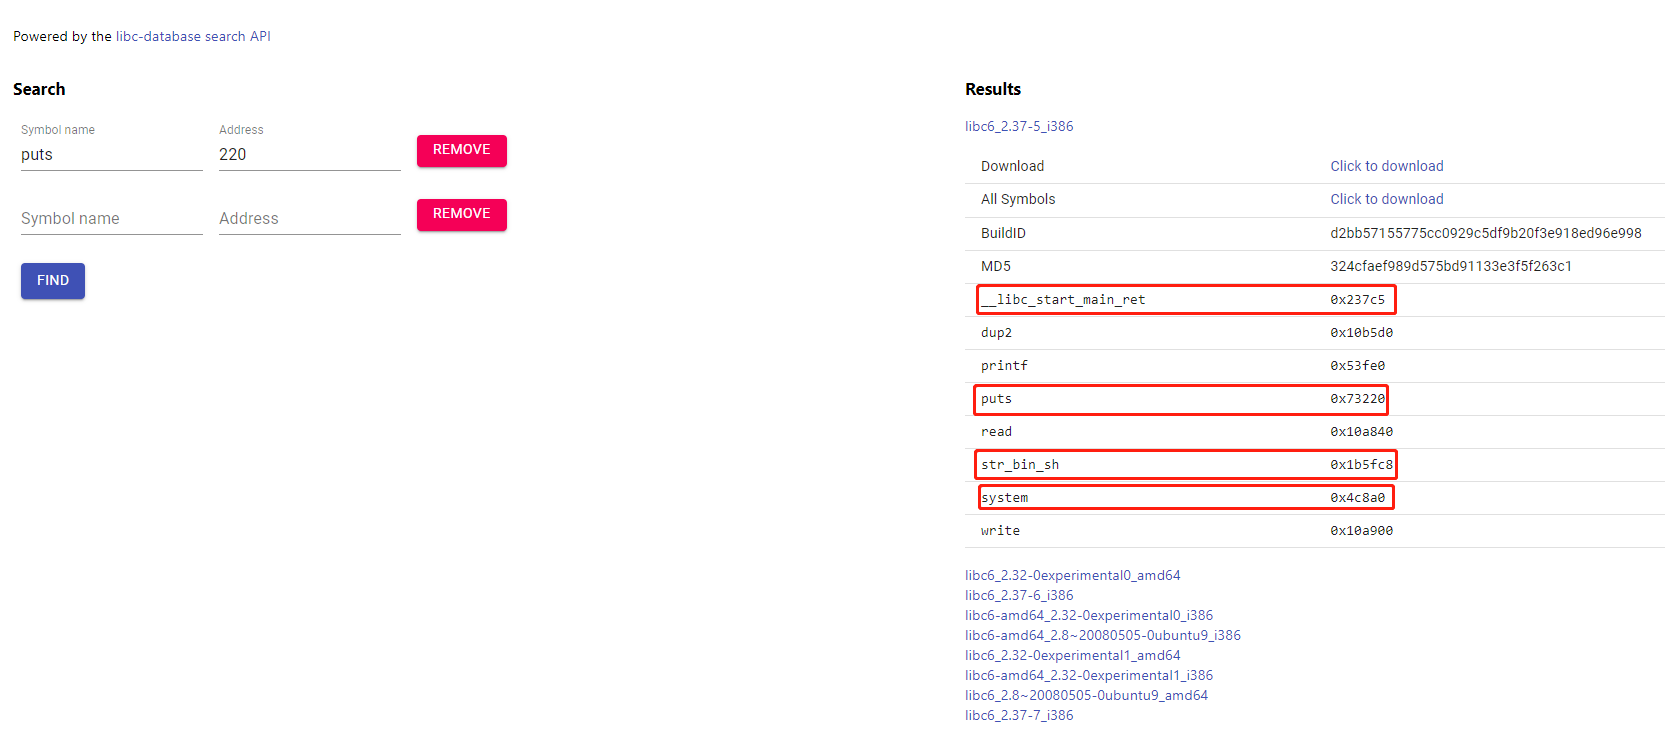 Powered by the libc-database search API
Search
Symbol name Address
puts 220 REMOVE
Symbol name Address REMOVE
FIND
Results
libc6_2.37-5_i386
Download Click to download
All Symbols Click to download
BuildID d2bb57155775cc0929c5df9b20f3e918ed96e998
MD5 324cfaef989d575bd91133e3f5f263c1
__libc_start_main_ret 0x237c5
dup2 0x10b5d0
printf 0x53fe0
puts 0x73220
read 0x10a840
str_bin_sh 0x1b5fc8
system 0x4c8a0
write 0x10a900
libc6_2.32-0experimental0_amd64
libc6_2.37-6_i386
libc6-amd64_2.32-0experimental0_i386
libc6-amd64_2.8~20080505-0ubuntu9_i386
libc6_2.32-0experimental1_amd64
libc6-amd64_2.32-0experimental1_i386
libc6_2.8~20080505-0ubuntu9_amd64
libc6_2.37-7_i386